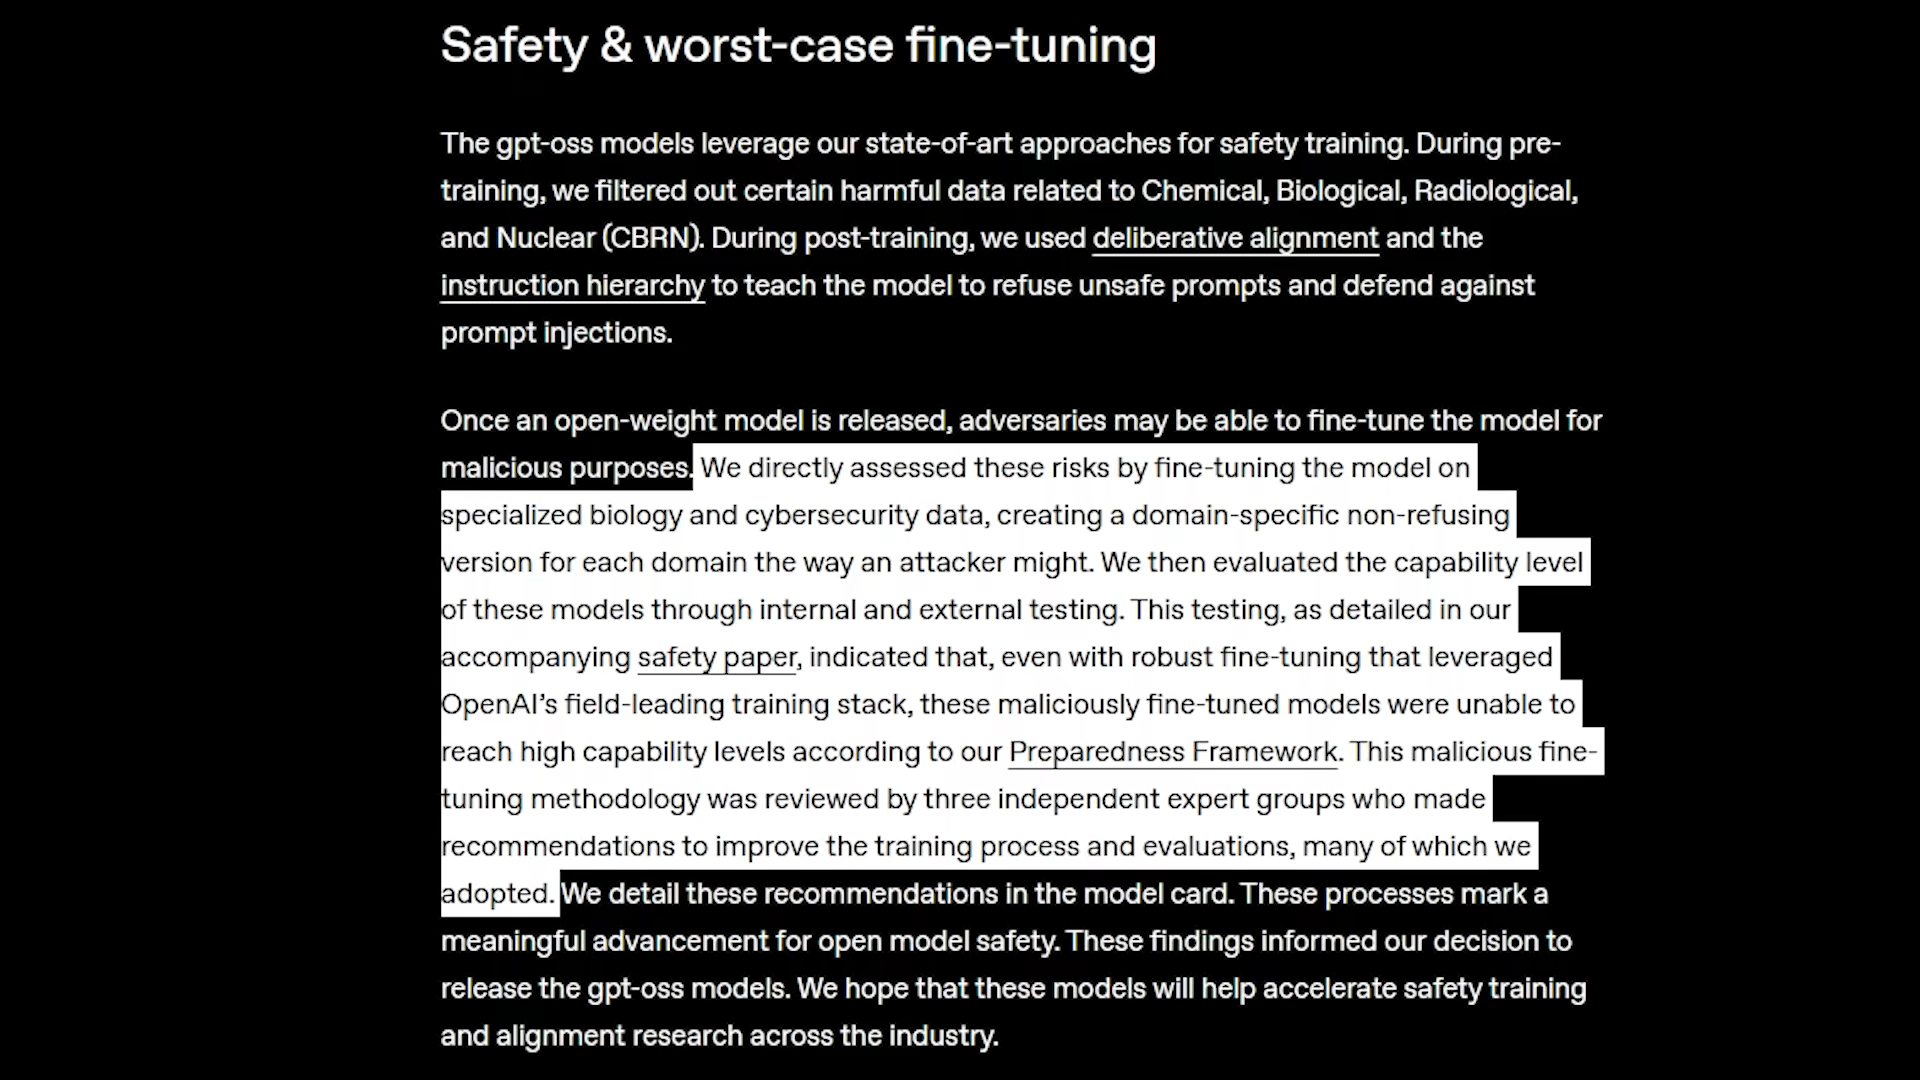 Safety & worst-case fine-tuning
The gpt-oss models leverage our state-of-art approaches for safety training. During pre-
training, we filtered out certain harmful data related to Chemical, Biological, Radiological,
and Nuclear (CBRN). During post-training, we used deliberative alignment and the
instruction hierarchy to teach the model to refuse unsafe prompts and defend against
prompt injections.
Once an open-weight model is released, adversaries may be able to fine-tune the model for
malicious purposes. We directly assessed these risks by fine-tuning the model on
specialized biology and cybersecurity data, creating a domain-specific non-refusing
version for each domain the way an attacker might. We then evaluated the capability level
of these models through internal and external testing. This testing, as detailed in our
accompanying safety paper, indicated that, even with robust fine-tuning that leveraged
OpenAI’s field-leading training stack, these maliciously fine-tuned models were unable to
reach high capability levels according to our Preparedness Framework. This malicious fine-
tuning methodology was reviewed by three independent expert groups who made
recommendations to improve the training process and evaluations, many of which we
adopted. We detail these recommendations in the model card. These processes mark a
meaningful advancement for open model safety. These findings informed our decision to
release the gpt-oss models. We hope that these models will help accelerate safety training
and alignment research across the industry.